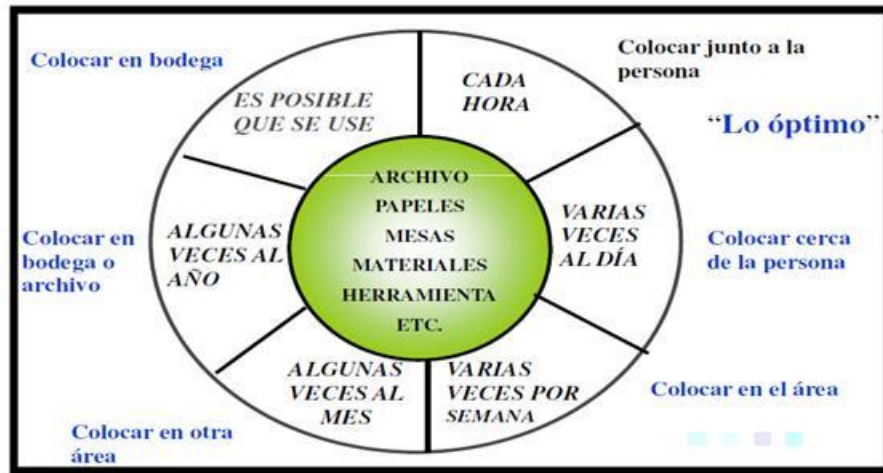 Colocar en bodega
ES POSIBLE
QUE SE USE
CADA
HORA
Colocar junto a la
persona
“Lo óptimo”.
ARCHIVO
PAPELES
MESAS
MATERIALES
HERRAMIENTA
ETC.
VARIAS
VECES
AL DÍA
Colocar cerca
de la persona
VARIAS
VECES POR
SEMANA
Colocar en el área
ALGUNAS
VECES AL
MES
Colocar en otra
área
ALGUNAS
VECES AL
AÑO
Colocar en
bodega o
archivo